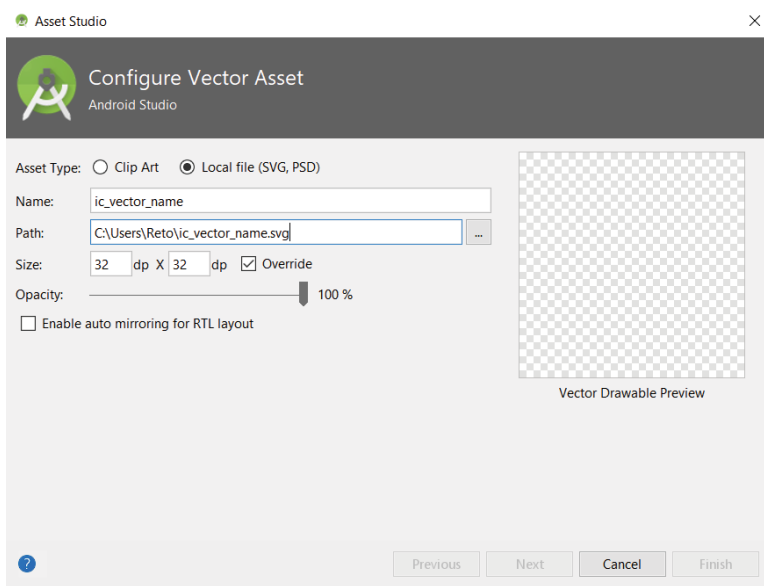 Asset Studio
Configure Vector Asset
Android Studio
Asset Type: Clip Art Local file (SVG, PSD)
Name: ic_vector_name
Path: C:\Users\Reto\ic_vector_name.svg ...
Size: 32 dp X 32 dp Override
Opacity: 100 %
Enable auto mirroring for RTL layout
Vector Drawable Preview
? Previous Next Cancel Finish